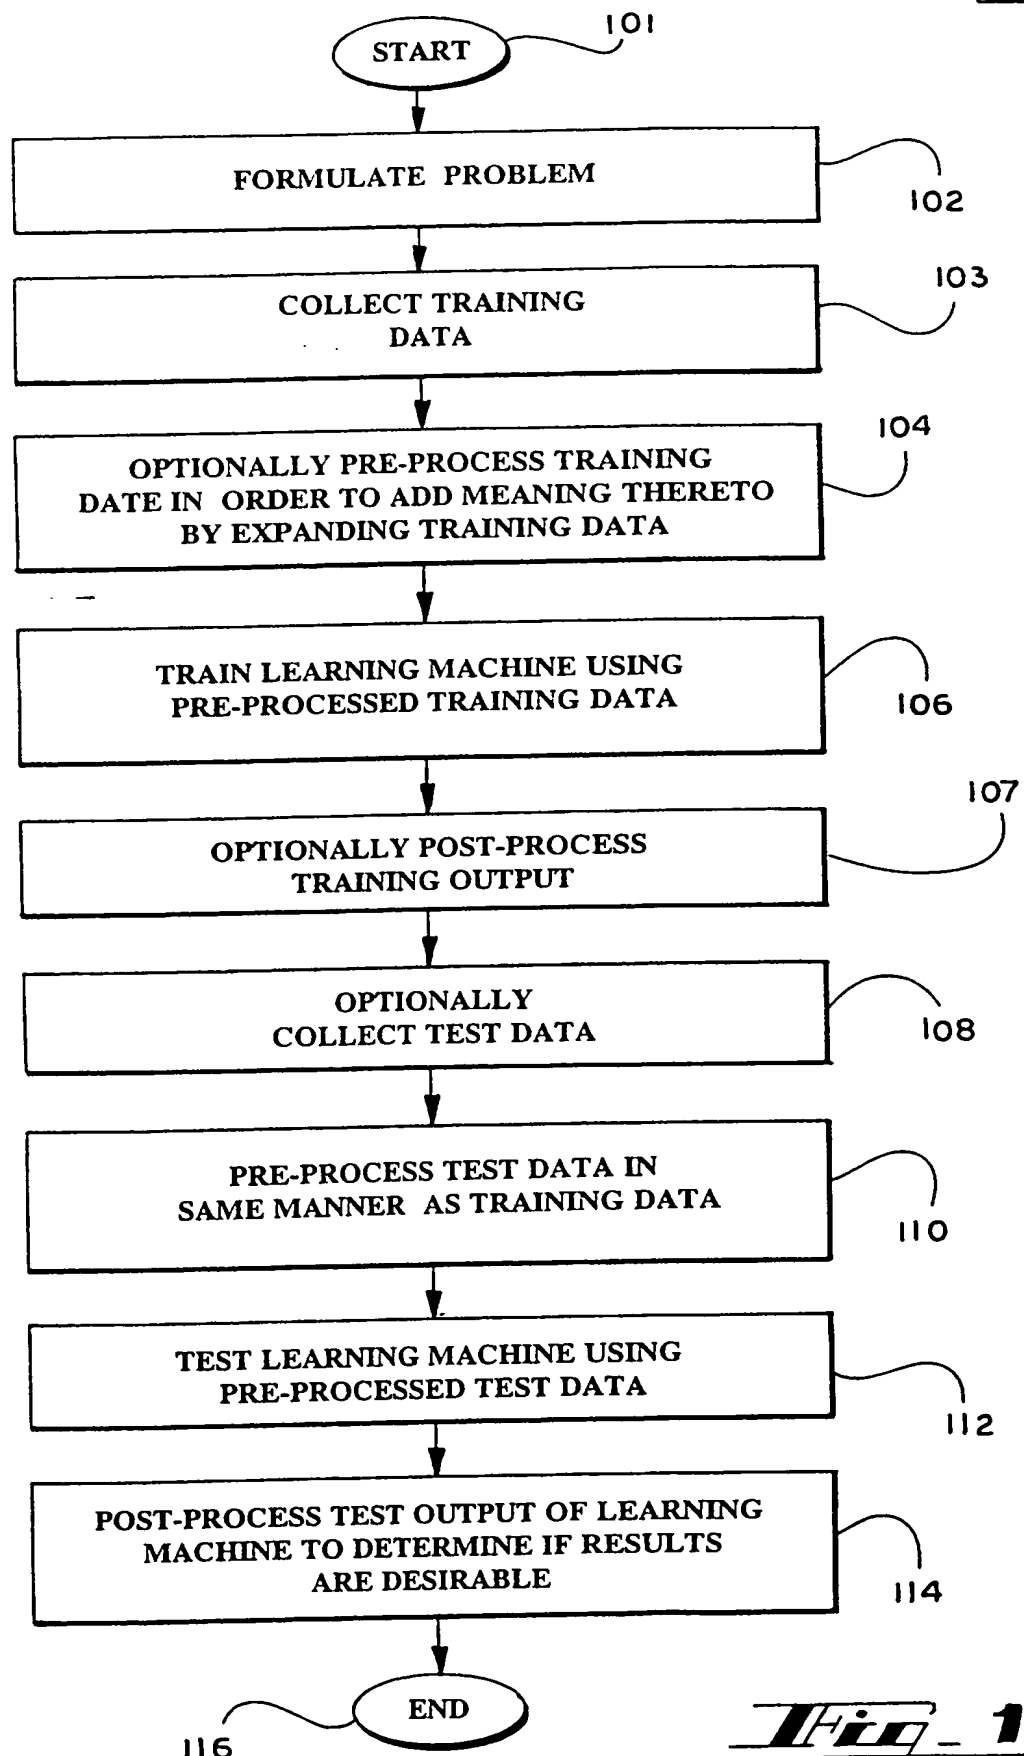 START
101
FORMULATE PROBLEM
102
COLLECT TRAINING
DATA
103
OPTIONALLY PRE-PROCESS TRAINING
DATE IN ORDER TO ADD MEANING THERETO
BY EXPANDING TRAINING DATA
104
TRAIN LEARNING MACHINE USING
PRE-PROCESSED TRAINING DATA
106
OPTIONALLY POST-PROCESS
TRAINING OUTPUT
107
OPTIONALLY
COLLECT TEST DATA
108
PRE-PROCESS TEST DATA IN
SAME MANNER AS TRAINING DATA
110
TEST LEARNING MACHINE USING
PRE-PROCESSED TEST DATA
112
POST-PROCESS TEST OUTPUT OF LEARNING
MACHINE TO DETERMINE IF RESULTS
ARE DESIRABLE
114
END
116
Fig_1